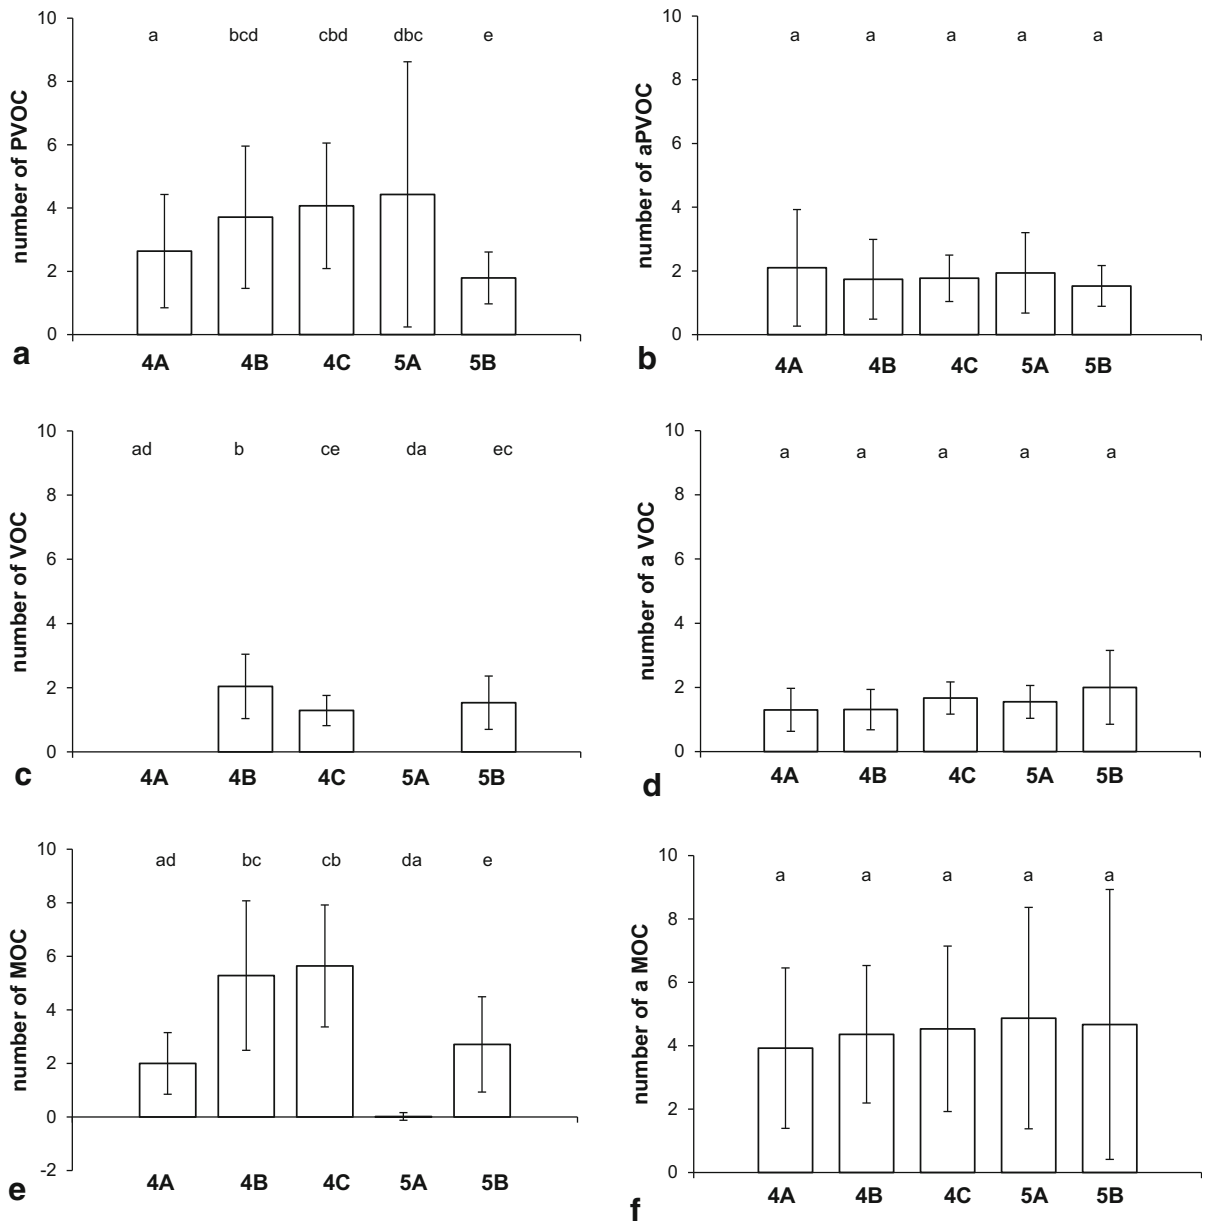 10
8
6
4
2
0
number of PVOC
a bcd cbd dbc e
4A 4B 4C 5A 5B
a
10
8
6
4
2
0
number of aPVOC
a a a a a
4A 4B 4C 5A 5B
b
10
8
6
4
2
0
number of VOC
ad b ce da ec
4A 4B 4C 5A 5B
c
10
8
6
4
2
0
number of a VOC
a a a a a
4A 4B 4C 5A 5B
d
10
8
6
4
2
0
-2
number of MOC
ad bc cb da e
4A 4B 4C 5A 5B
e
10
8
6
4
2
0
number of a MOC
a a a a a
4A 4B 4C 5A 5B
f